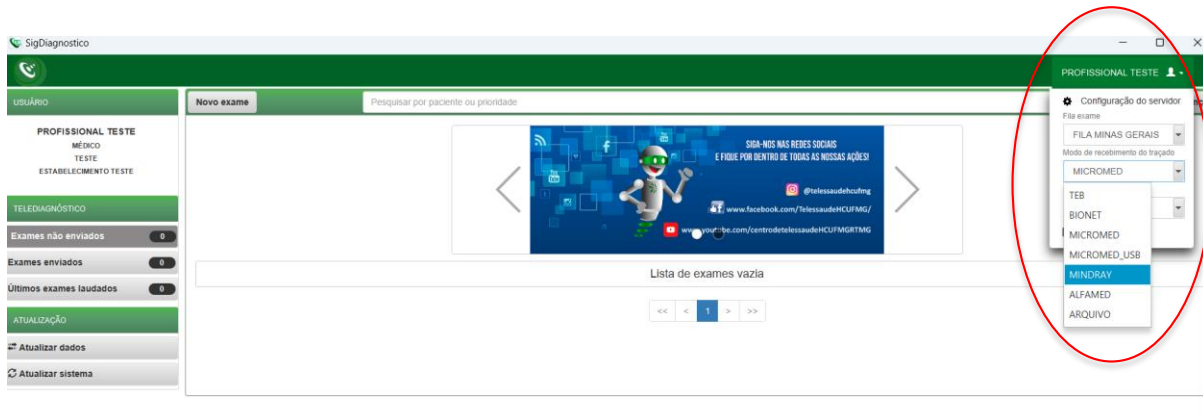 SigDiagnostico
PROFISSIONAL TESTE
USUÁRIO
PROFISSIONAL TESTE
MÉDICO
TESTE
ESTABELECIMENTO TESTE
TELEDIAGNÓSTICO
Exames não enviados 0
Exames enviados 0
Últimos exames laudados 0
ATUALIZAÇÃO
Atualizar dados
Atualizar sistema
Novo exame
Pesquisar por paciente ou prioridade
SIGA-NOS NAS REDES SOCIAIS
E FIQUE POR DENTRO DE TODAS AS NOSSAS AÇÕES!
@telessaudehcufmg
www.facebook.com/TelessaudeHCUFMG/
www.youtube.com/centrodetelessaudeHCUFMGRTMG
Lista de exames vazia
<< < 1 > >>
Configuração do servidor
Fila exame
FILA MINAS GERAIS
Modo de recebimento do traçado
MICROMED
TEB
BIONET
MICROMED
MICROMED_USB
MINDRAY
ALFAMED
ARQUIVO